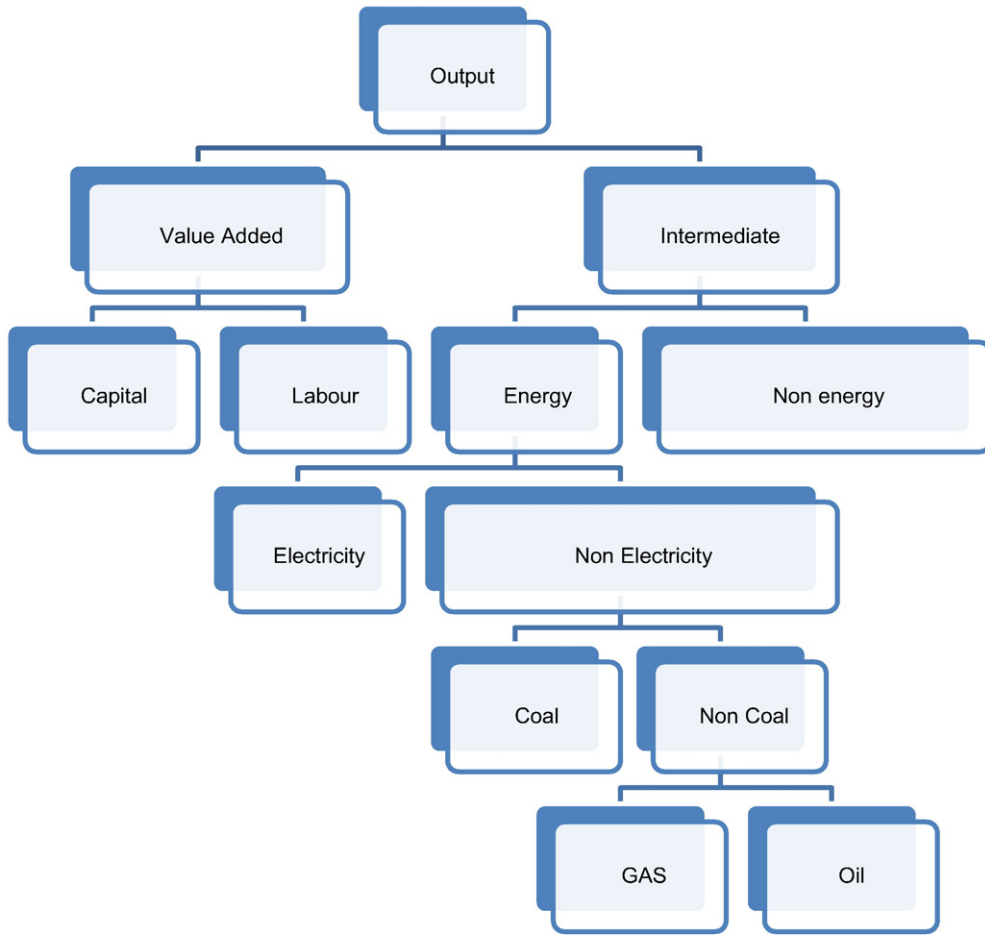 Output
Value Added
Intermediate
Capital
Labour
Energy
Non energy
Electricity
Non Electricity
Coal
Non Coal
GAS
Oil